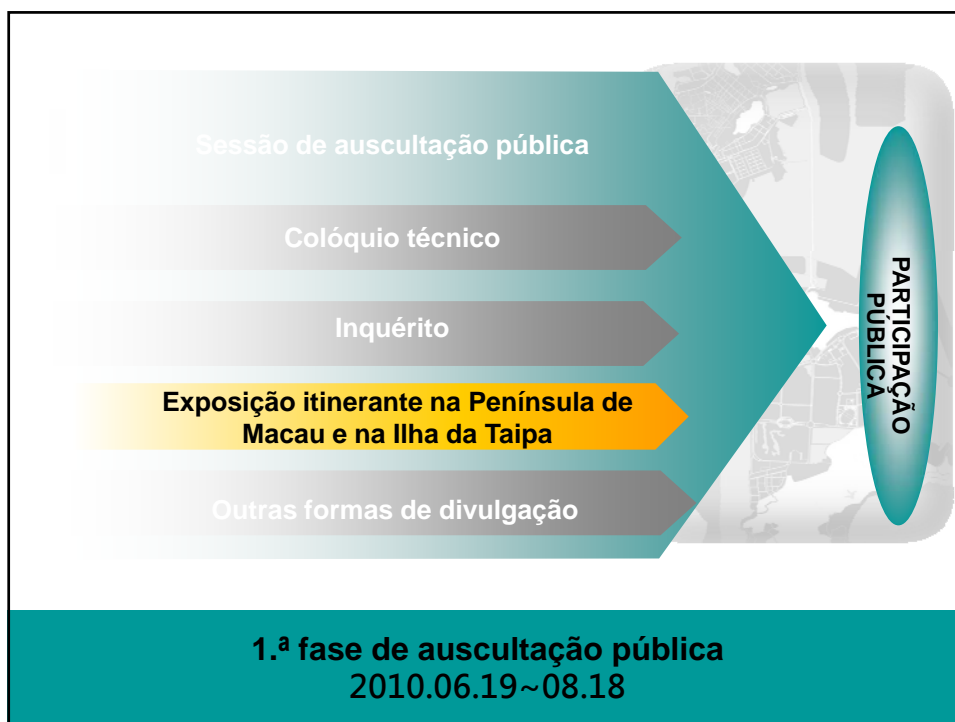 Sessão de auscultação pública
Colóquio técnico
Inquérito
Exposição itinerante na Península de
Macau e na Ilha da Taipa
Outras formas de divulgação
PARTICIPAÇÃO
PÚBLICA
1.ª fase de auscultação pública
2010.06.19~08.18